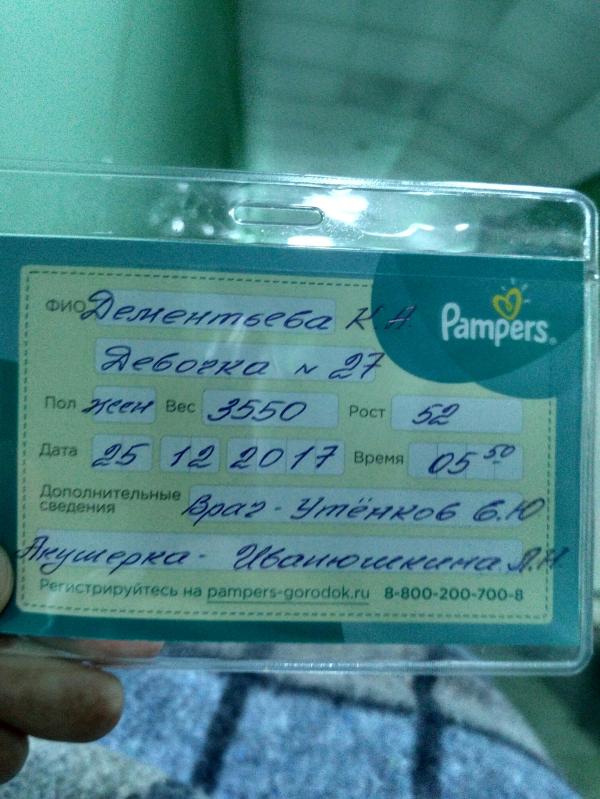 Pampers®
ФИО Дементьева К А.
Девочка N 27
Пол жен Вес 3550 Рост 52
Дата 25 12 2017 Время 05 50
Дополнительные сведения Врач - Утёнков С.Ю
Акушерка - Иванюшкина Л.Н.
Регистрируйтесь на pampers-gorodok.ru 8-800-200-700-8